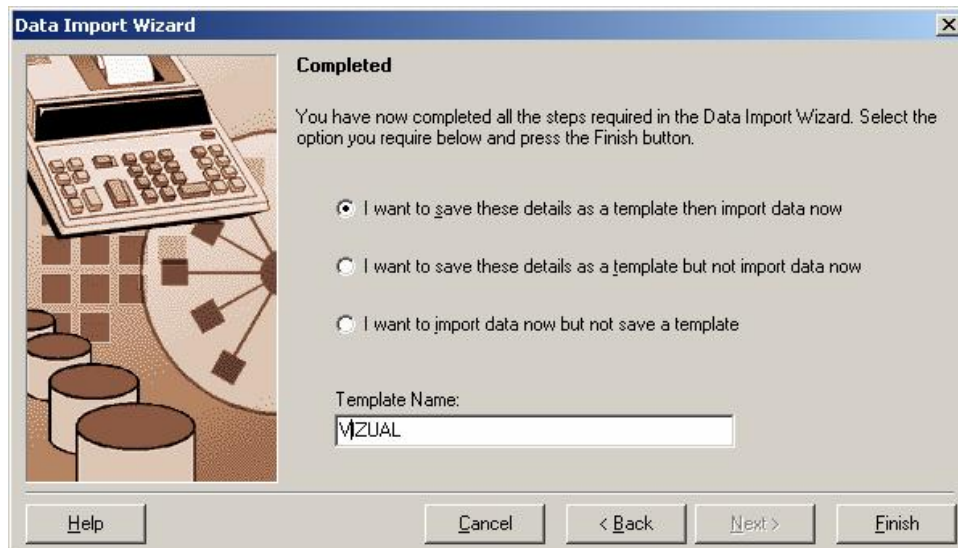 Data Import Wizard
Completed
You have now completed all the steps required in the Data Import Wizard. Select the
option you require below and press the Finish button.
I want to save these details as a template then import data now
I want to save these details as a template but not import data now
I want to import data now but not save a template
Template Name:
VIZUAL
Help
Cancel
< Back
Next >
Finish